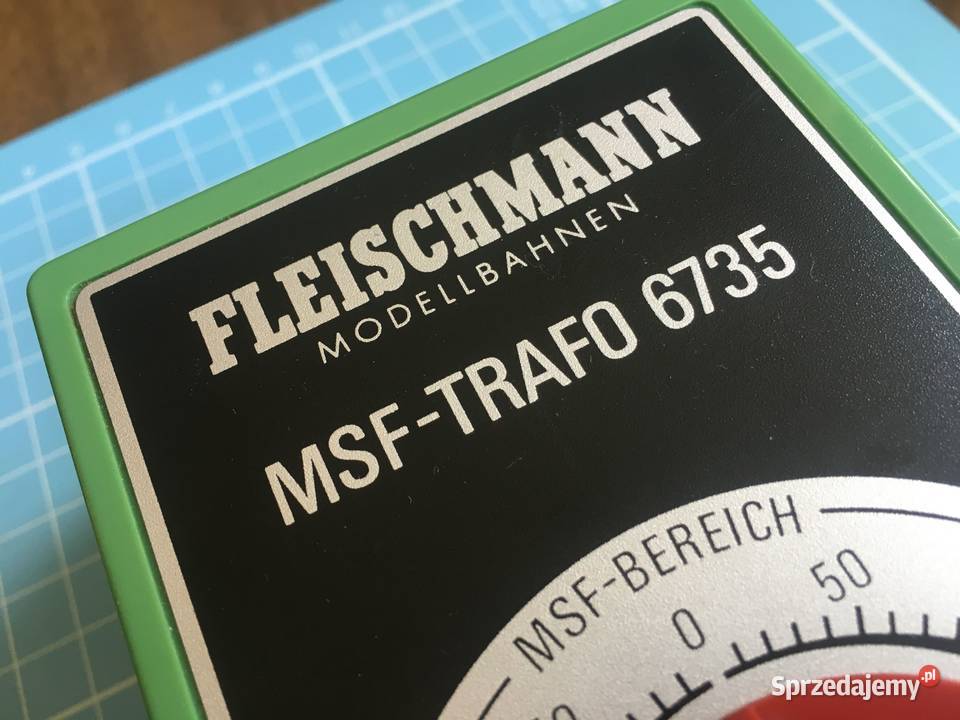 FLEISCHMANN
MODELLBAHNEN
MSF-TRAFO 6735
MSF-BEREICH
0
50
Sprzedajemy.pl